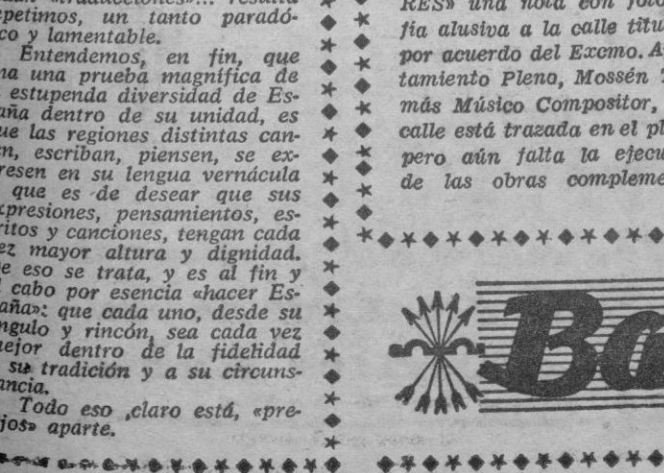 epetimos, un tanto paradó-
co y lamentable.
Entendemos, en fin, que
na una prueba magnífica de
estupenda diversidad de Es-
aña dentro de su unidad, es
ue las regiones distintas can-
n, escriban, piensen, se ex-
resen en su lengua vernácula
que es de desear que sus
xpresiones, pensamientos, es-
ritos y canciones, tengan cada
ez mayor altura y dignidad.
e eso se trata, y es al fin y
l cabo por esencia «hacer Es-
aña»: que cada uno, desde su
ngulo y rincón, sea cada vez
ejor dentro de la fidelidad
su tradición y a su circuns-
ancia.
Todo eso ,claro está, «pre-
jos» aparte.
RES» una nota con foto
fía alusiva a la calle titu
por acuerdo del Excmo. A
tamiento Pleno, Mossén
más Músico Compositor,
calle está trazada en el pl
pero aún falta la ejecu
de las obras compleme
Ba